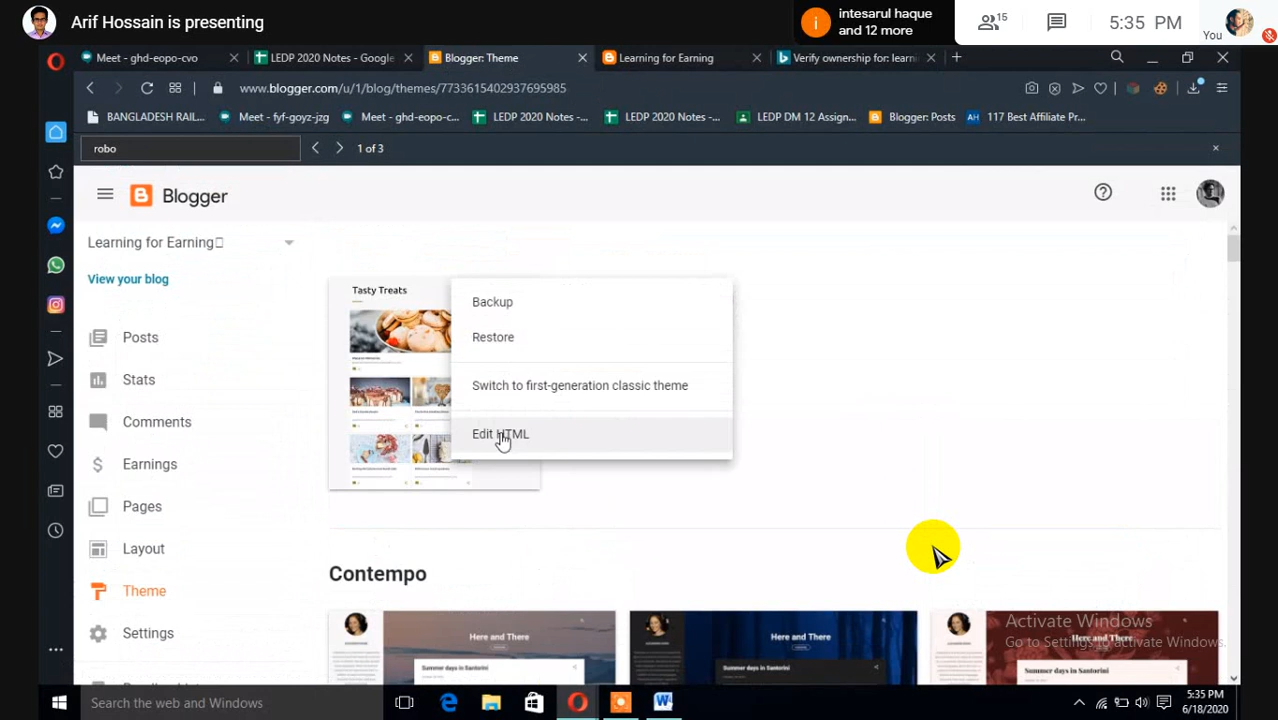 Arif Hossain is presenting
intesarul haque
and 12 more
15
5:35 PM
You
Meet - ghd-eopo-cvo
LEDP 2020 Notes - Google
Blogger: Theme
Learning for Earning
Verify ownership for: learni
www.blogger.com/u/1/blog/themes/7733615402937695985
BANGLADESH RAIL...
Meet - fyf-goyz-jzg
Meet - ghd-eopo-c...
LEDP 2020 Notes -...
LEDP 2020 Notes -...
LEDP DM 12 Assign...
Blogger: Posts
AH
117 Best Affiliate Pr...
robo
1 of 3
Blogger
Learning for Earning
View your blog
Tasty Treats
Backup
Restore
Switch to first-generation classic theme
Edit HTML
Posts
Stats
Comments
Earnings
Pages
Layout
Theme
Settings
Contempo
Here and There
Summer days in Santorini
Here and There
Summer days in Santorini
Here and There
Summer days in Santorini
Activate Windows
Go to Settings to activate Windows.
Search the web and Windows
5:35 PM
6/18/2020